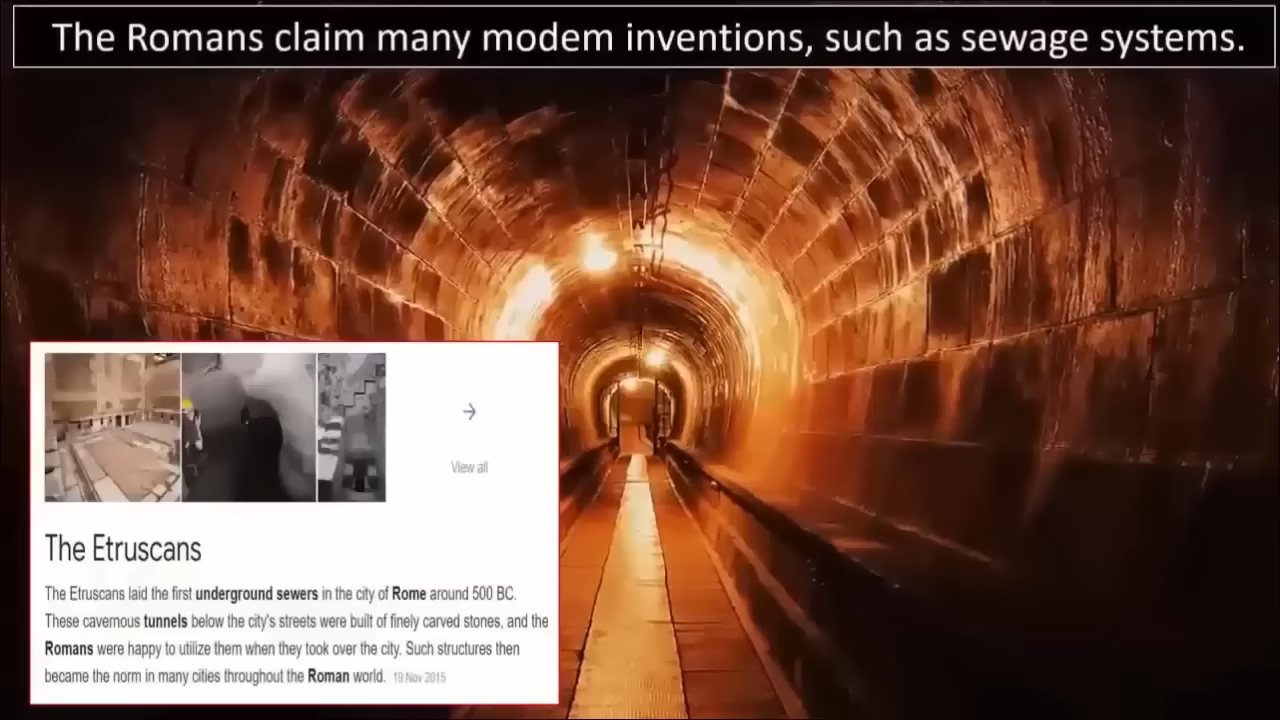 The Romans claim many modem inventions, such as sewage systems.
View all
The Etruscans
The Etruscans laid the first underground sewers in the city of Rome around 500 BC.
These cavernous tunnels below the city's streets were built of finely carved stones, and the
Romans were happy to utilize them when they took over the city. Such structures then
became the norm in many cities throughout the Roman world. 19 Nov 2015